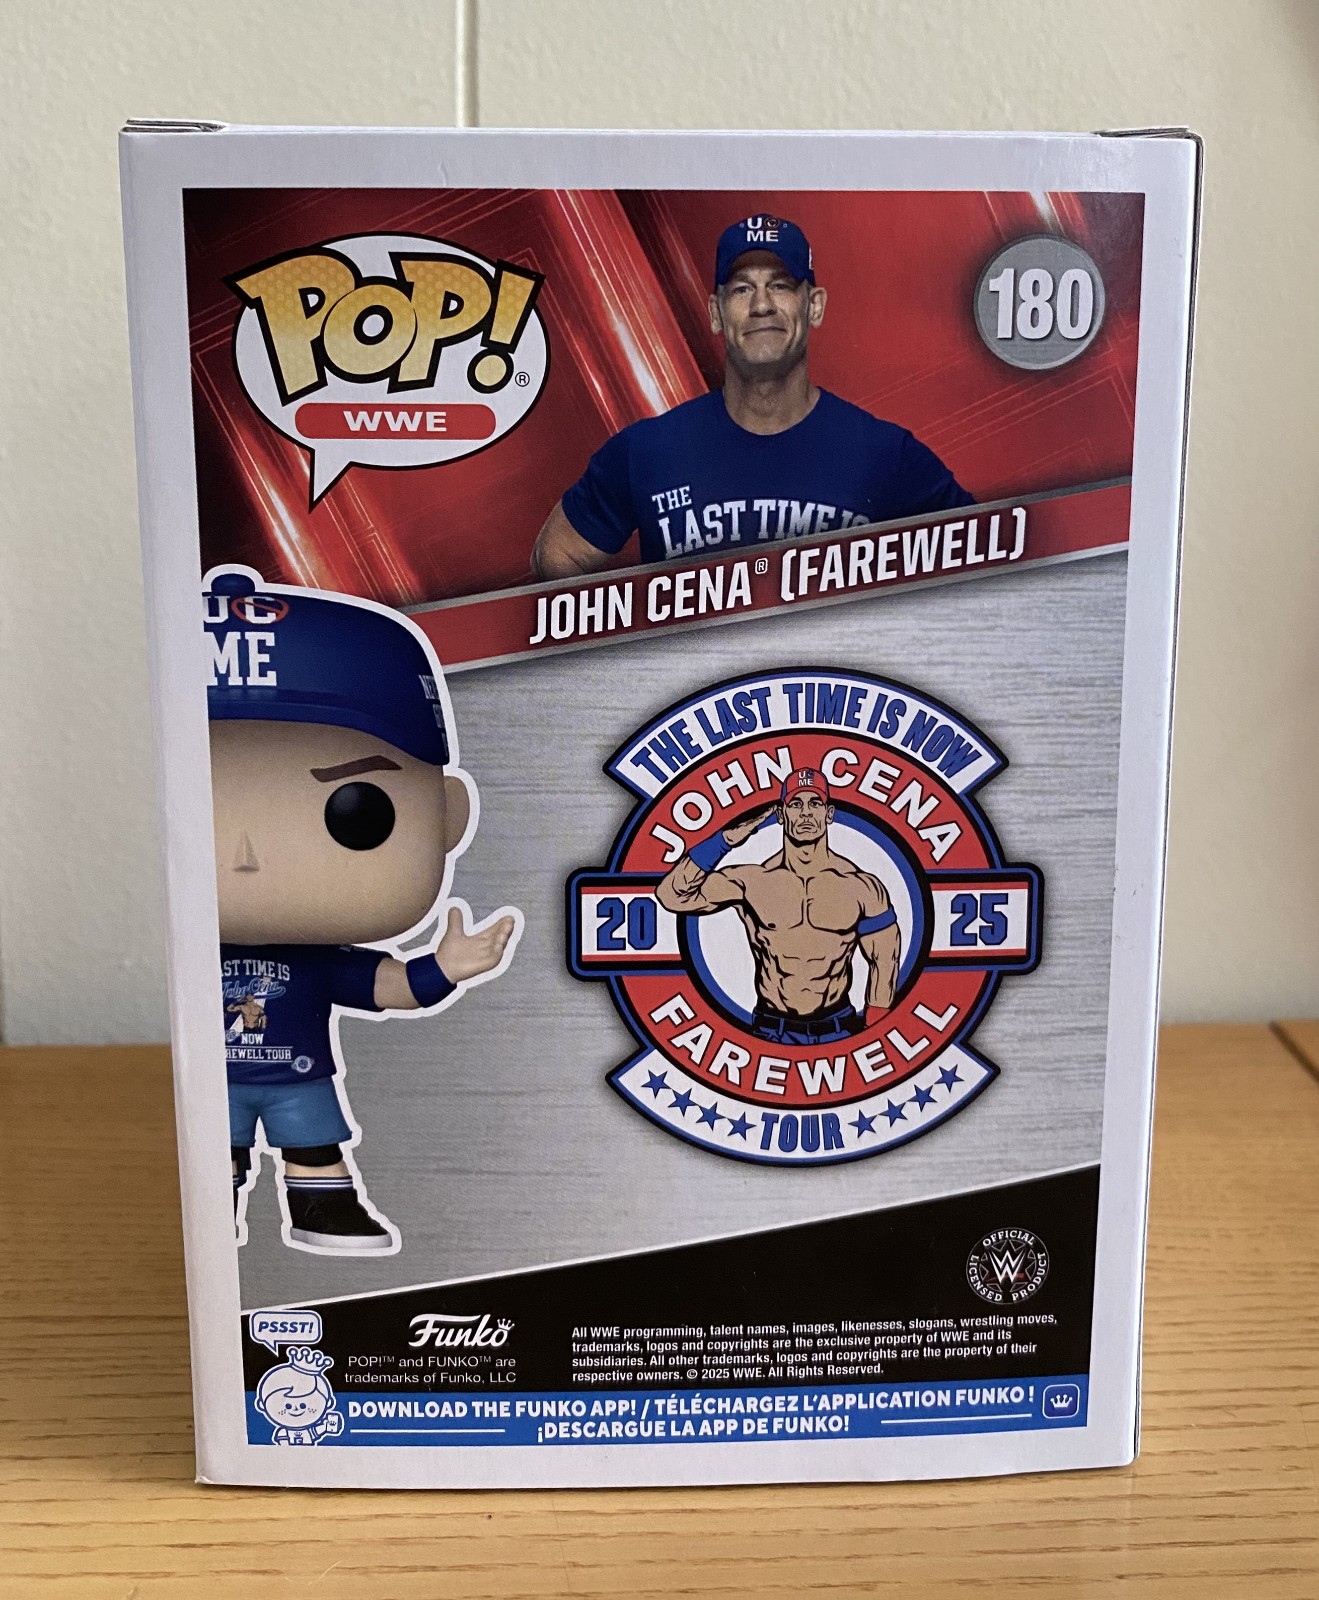 POP!®
WWE
U C
ME
180
THE
LAST TIME IS
JOHN CENA® (FAREWELL)
UC
ME
THE LAST TIME IS NOW
JOHN CENA
U C
ME
20 25
FAREWELL
TOUR
ST TIME IS
John Cena
NOW
REWELL TOUR
OFFICIAL
W
LICENSED PRODUCT
PSSST!
Funko
POP!™ and FUNKO™ are
trademarks of Funko, LLC
All WWE programming, talent names, images, likenesses, slogans, wrestling moves,
trademarks, logos and copyrights are the exclusive property of WWE and its
subsidiaries. All other trademarks, logos and copyrights are the property of their
respective owners. © 2025 WWE. All Rights Reserved.
DOWNLOAD THE FUNKO APP! / TÉLÉCHARGEZ L'APPLICATION FUNKO !
¡DESCARGUE LA APP DE FUNKO!